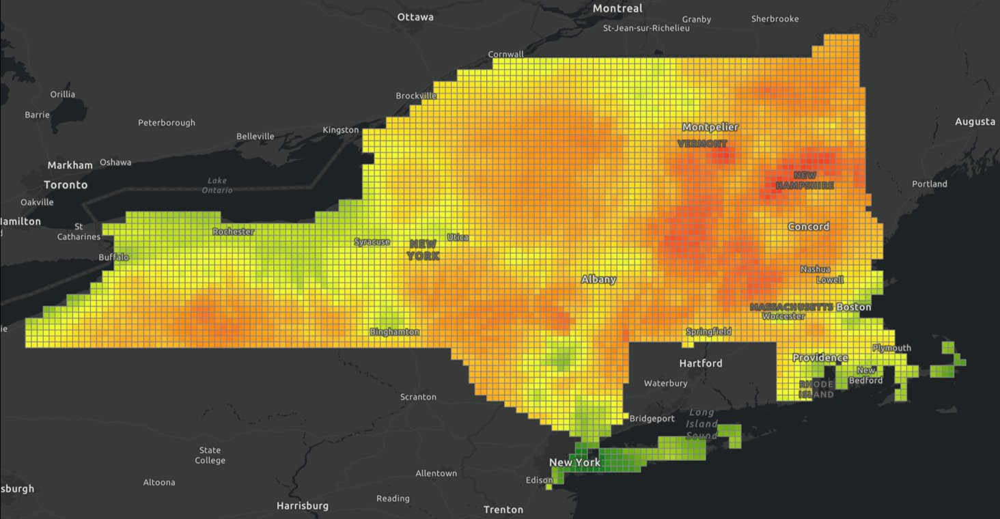 Montreal
Ottawa
Granby
Sherbrooke
St-Jean-sur-Richelieu
Cornwall
Orillia
Brockville
Barrie
Peterborough
Montpelier
Augusta
Kingston
Belleville
VERMONT
Markham
Oshawa
Toronto
Lake
Ontario
NEW
HAMPSHIRE
Portland
Oakville
Hamilton
St
Catharines
Rochester
Concord
Syracuse
Utica
NEW
YORK
Buffalo
Nashua
Albany
Lowell
MASSACHUSETTS
Boston
Worcester
ie
Binghamton
Springfield
Plymouth
Providence
Hartford
New
Bedford
Waterbury
RHODE
ISLAND
Scranton
Long
Island
Sound
Bridgeport
State
College
New York
Allentown
Edison
Altoona
sburgh
Reading
Harrisburg
Trenton